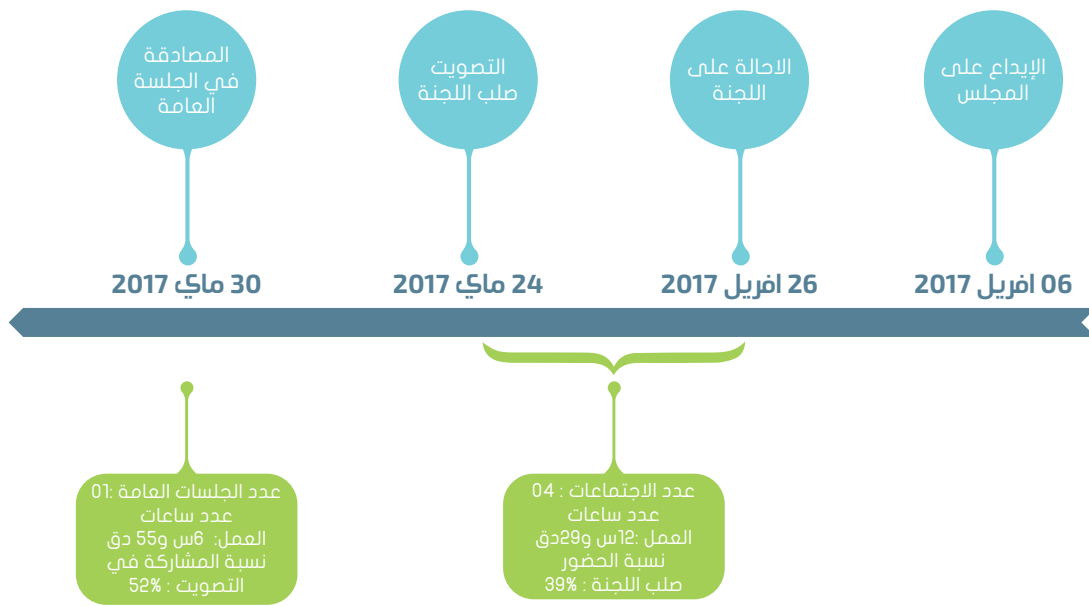 الإيداع على
المجلس
الاحالة على
اللجنة
التصويت
صلب اللجنة
المصادقة
في الجلسة
العامة
06 افريل 2017
26 افريل 2017
24 ماي 2017
30 ماي 2017
عدد الاجتماعات : 04
عدد ساعات
العمل :12س و29دق
نسبة الحضور
صلب اللجنة : 39%
عدد الجلسات العامة :01
عدد ساعات
العمل: 6س و55 دق
نسبة المشاركة في
التصويت : 52%